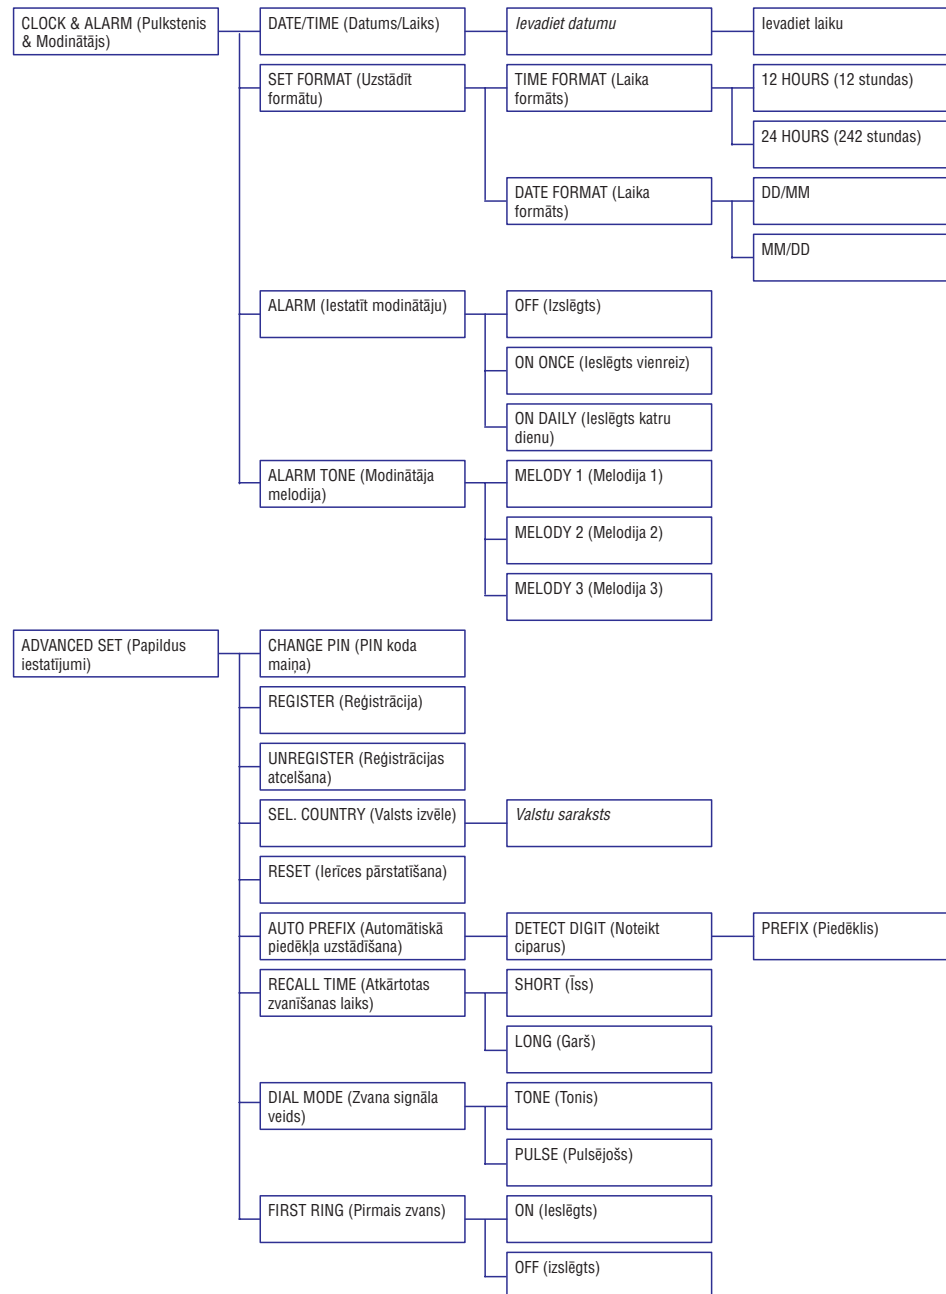 CLOCK & ALARM (Pulkstenis
& Modinātājs)
DATE/TIME (Datums/Laiks)
Ievadiet datumu
Ievadiet laiku
SET FORMAT (Uzstādīt
formātu)
TIME FORMAT (Laika
formāts)
12 HOURS (12 stundas)
24 HOURS (242 stundas)
DATE FORMAT (Laika
formāts)
DD/MM
MM/DD
ALARM (Iestatīt modinātāju)
OFF (Izslēgts)
ON ONCE (Ieslēgts vienreiz)
ON DAILY (Ieslēgts katru
dienu)
ALARM TONE (Modinātāja
melodija)
MELODY 1 (Melodija 1)
MELODY 2 (Melodija 2)
MELODY 3 (Melodija 3)
ADVANCED SET (Papildus
iestatījumi)
CHANGE PIN (PIN koda
maiņa)
REGISTER (Reģistrācija)
UNREGISTER (Reģistrācijas
atcelšana)
SEL. COUNTRY (Valsts izvēle)
Valstu saraksts
RESET (Ierīces pārstatīšana)
AUTO PREFIX (Automātiskā
piedēkļa uzstādīšana)
DETECT DIGIT (Noteikt
ciparus)
PREFIX (Piedēklis)
RECALL TIME (Atkārtotas
zvanīšanas laiks)
SHORT (Īss)
LONG (Garš)
DIAL MODE (Zvana signāla
veids)
TONE (Tonis)
PULSE (Pulsējošs)
FIRST RING (Pirmais zvans)
ON (Ieslēgts)
OFF (izslēgts)